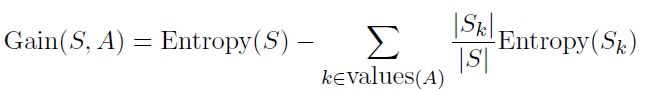 Gain(S, A) = Entropy(S) − ∑_{k∈values(A)} |S_k|/|S| Entropy(S_k)